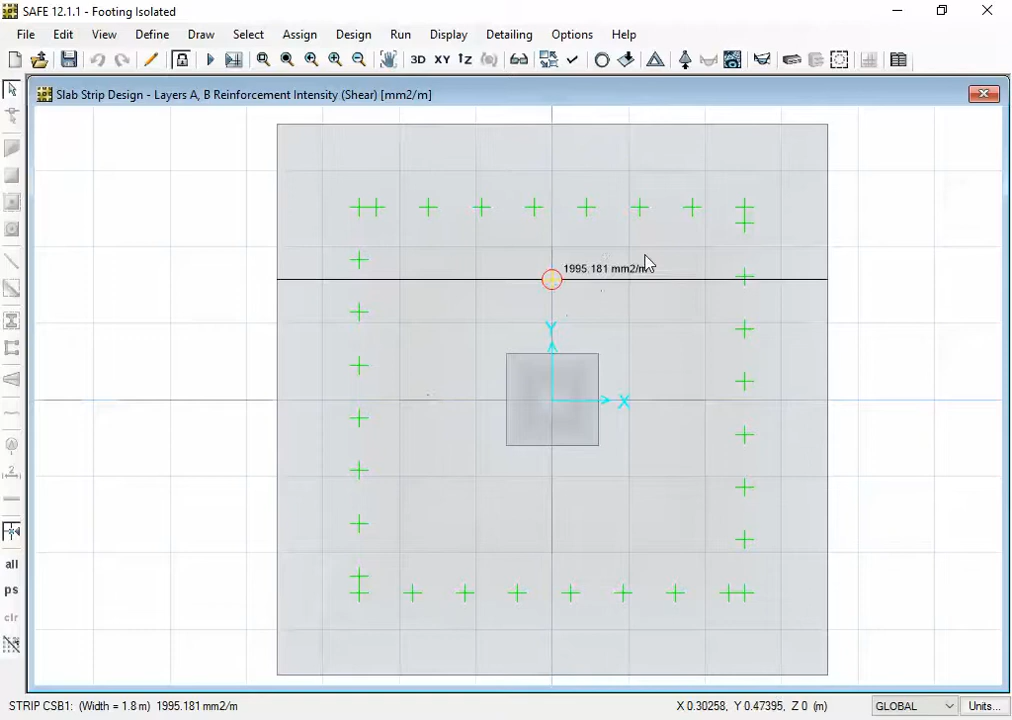 SAFE 12.1.1 - Footing Isolated
File Edit View Define Draw Select Assign Design Run Display Detailing Options Help
3D XY TZ
Slab Strip Design - Layers A, B Reinforcement Intensity (Shear) [mm2/m]
1995.181 mm2/m
Y
X
2
all
ps
clr
STRIP CSB1: (Width = 1.8 m) 1995.181 mm2/m X 0.30258, Y 0.47395, Z 0 (m) GLOBAL Units...